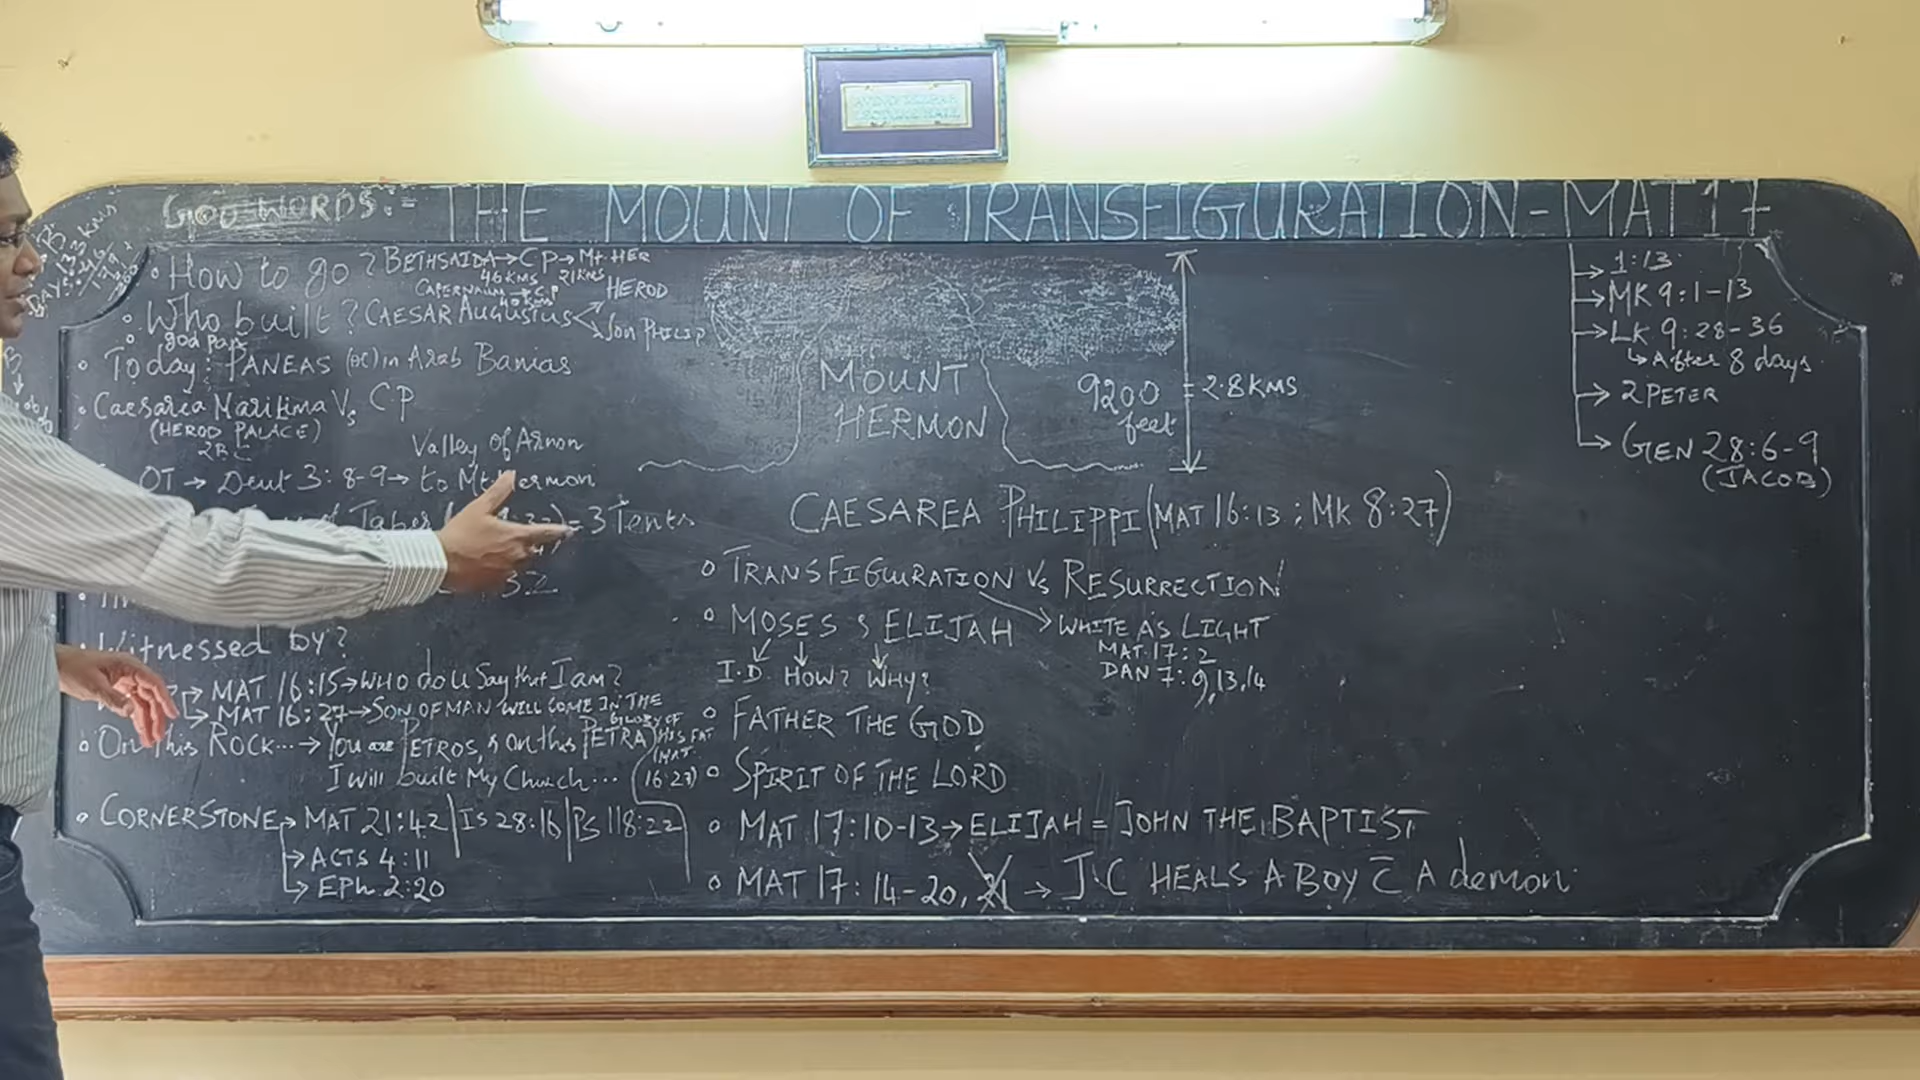 GOD WORDS:- THE MOUNT OF TRANSFIGURATION-MAT 17
• How to go? BETHSAIDA→CP→Mt HER
46 KMS 21KMS
CAPERNAUM → CP
40KMS
• Who built? CAESAR AUGUSTUS HEROD
Son PHILIP
god pan
• Today: PANEAS in Arab Banias
• Caesarea Maritima Vs CP
(HEROD PALACE)
Valley of Arnon
OT → Deut 3:8-9 → to Mt Hermon
= 3 Tents
32
Witnessed by?
→ MAT 16:15→WHO do u Say that I am?
→ MAT 16:27→SON OF MAN WILL COME IN THE
GLORY OF
HIS FAT
• On this ROCK...→ You are PETROS, & on this PETRA
I will built My Church...
(MAT
16:23)
• CORNERSTONE→ MAT 21:42 | IS 28:16 | Ps 118:22
→ ACTS 4:11
→ EPh 2:20
MOUNT
HERMON
9200
feet
= 2.8KMS
CAESAREA PHILIPPI (MAT 16:13 ; MK 8:27)
• TRANSFIGURATION Vs RESURRECTION
• MOSES & ELIJAH → WHITE AS LIGHT
MAT 17:2
DAN 7:9,13,14
I.D HOW? WHY?
• FATHER THE GOD
• SPIRIT OF THE LORD
• MAT 17:10-13→ELIJAH = JOHN THE BAPTIST
• MAT 17:14-20, 21 → J.C HEALS A BOY C̄ A demon
→ 1:13
→ MK 9:1-13
→ LK 9:28-36
↳ After 8 days
→ 2 PETER
→ GEN 28:6-9
(JACOB)